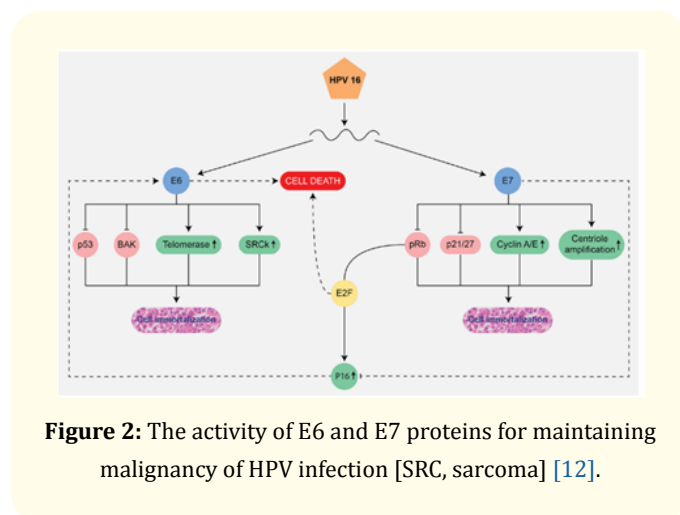 HPV 16
E6
CELL DEATH
E7
p53
BAK
Telomerase ↑
SRCk ↑
pRb
p21/27
Cyclin A/E ↑
Centriole
amplification ↑
E2F
Cell immortalization
Cell immortalization
P16 ↑
Figure 2: The activity of E6 and E7 proteins for maintaining
malignancy of HPV infection [SRC, sarcoma] [12].